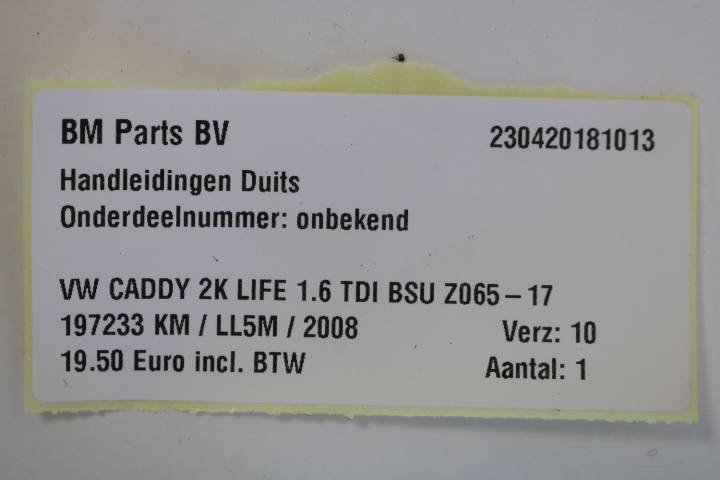 BM Parts BV 230420181013
Handleidingen Duits
Onderdeelnummer: onbekend
VW CADDY 2K LIFE 1.6 TDI BSU Z065-17
197233 KM / LL5M / 2008 Verz: 10
19.50 Euro incl. BTW Aantal: 1